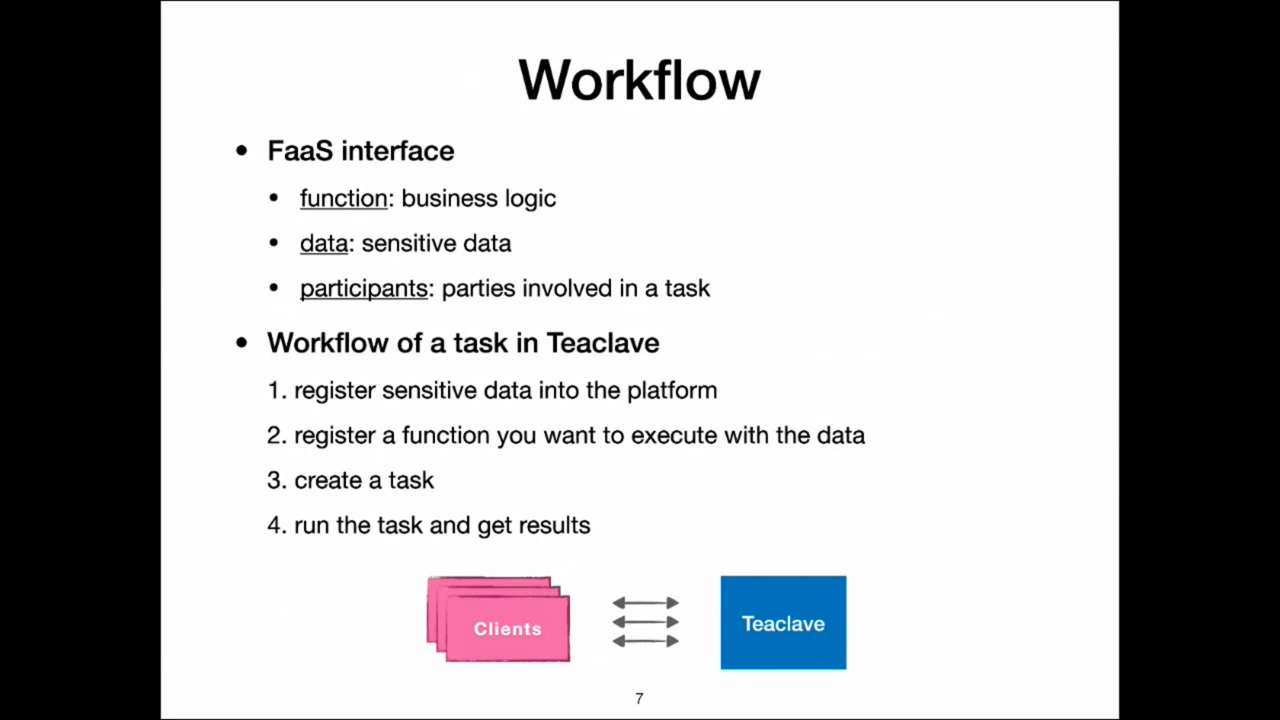 Workflow
• FaaS interface
• function: business logic
• data: sensitive data
• participants: parties involved in a task
• Workflow of a task in Teaclave
1. register sensitive data into the platform
2. register a function you want to execute with the data
3. create a task
4. run the task and get results
Clients
Teaclave
7